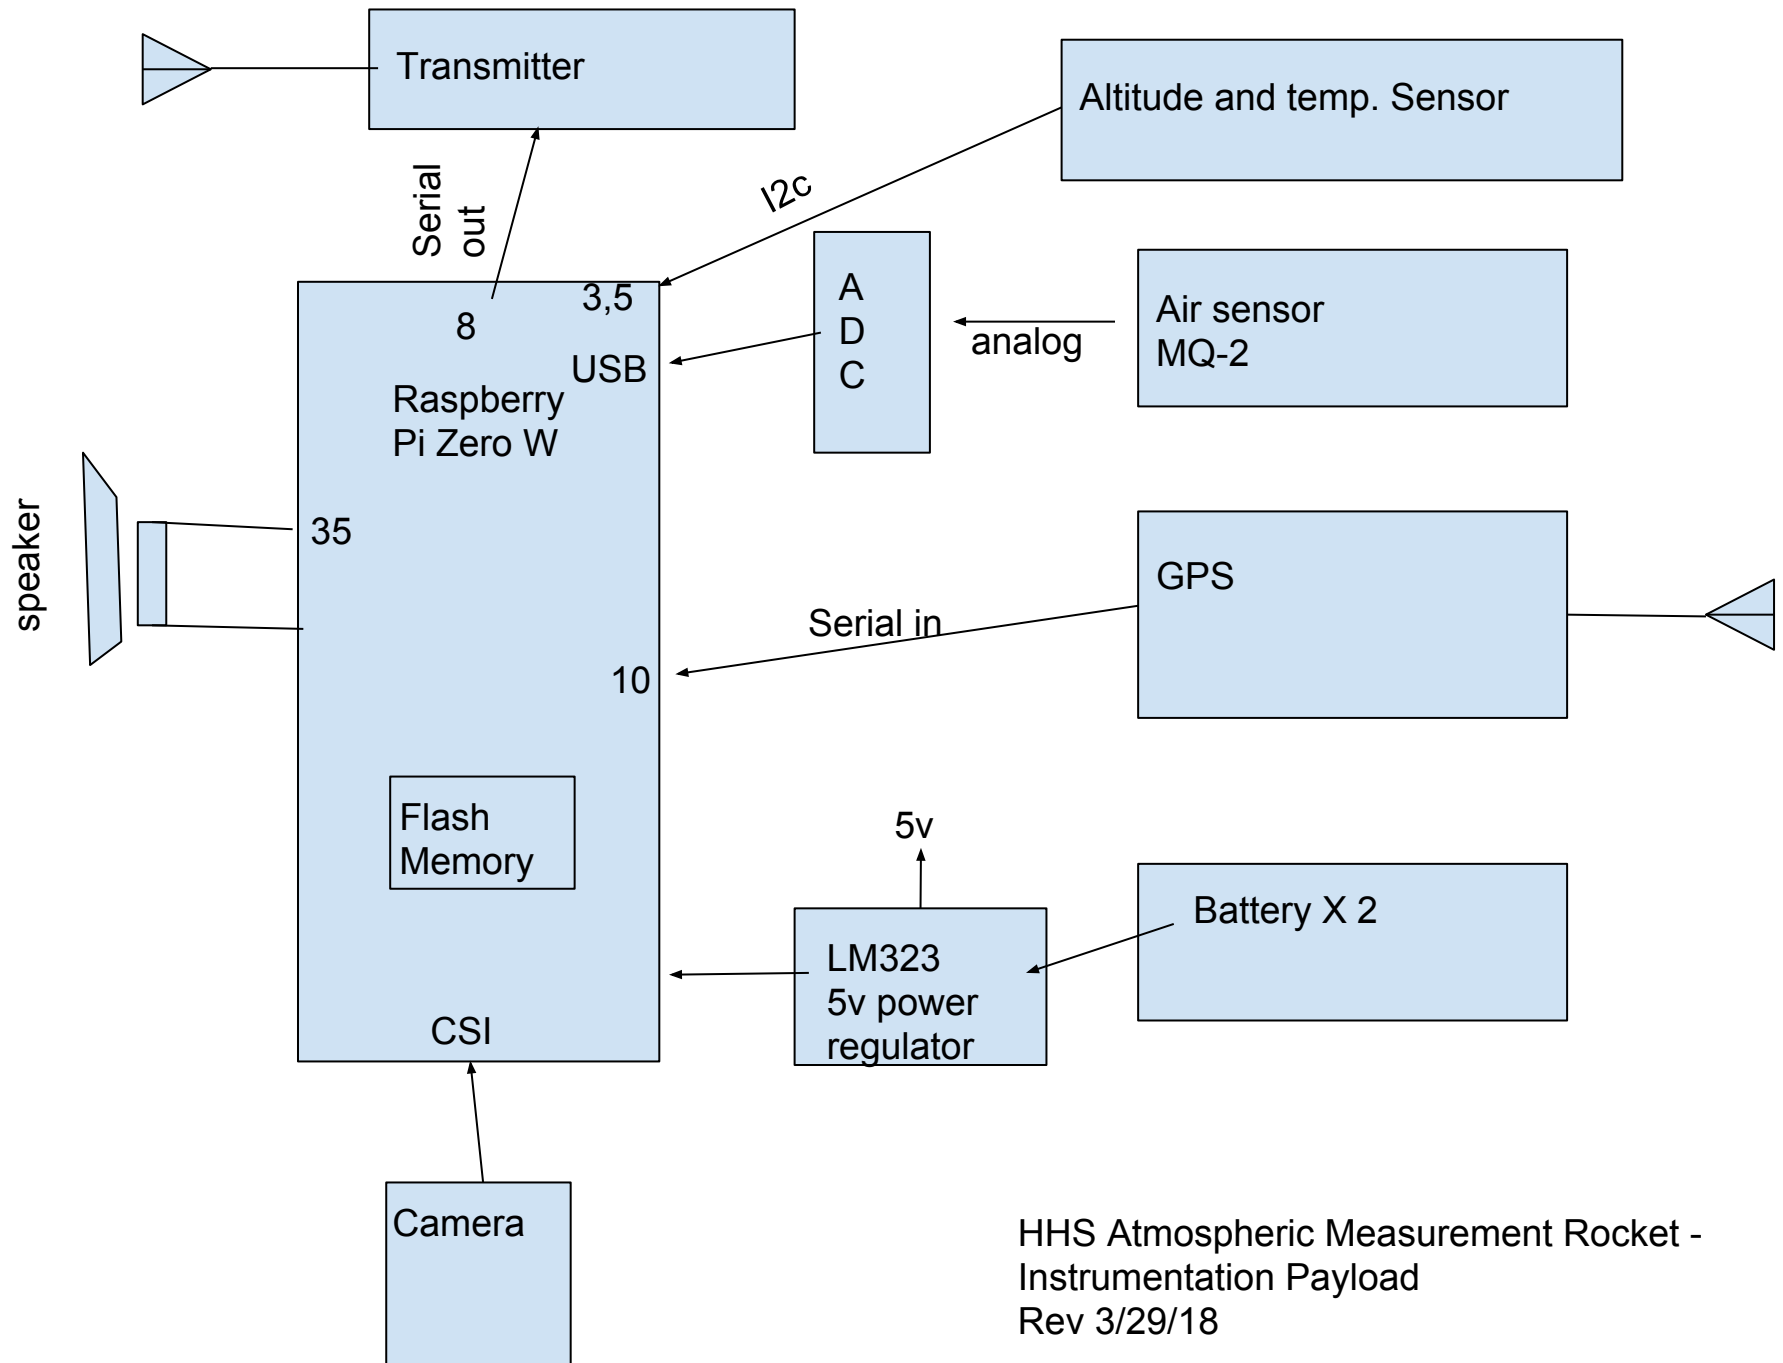 Transmitter
Altitude and temp. Sensor
Serial
out
I2c
3,5
8
USB
Raspberry
Pi Zero W
A
D
C
analog
Air sensor
MQ-2
speaker
35
GPS
Serial in
10
Flash
Memory
5v
Battery X 2
LM323
5v power
regulator
CSI
Camera
HHS Atmospheric Measurement Rocket -
Instrumentation Payload
Rev 3/29/18